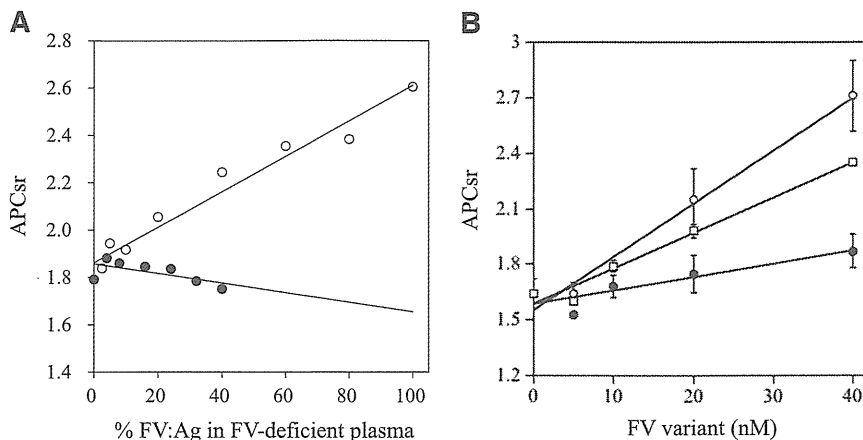 A
APCsr
2.8
2.6
2.4
2.2
2.0
1.8
1.6
1.4
0 20 40 60 80 100
% FV:Ag in FV-deficient plasma
B
APCsr
3
2.7
2.4
2.1
1.8
1.5
1.2
0 10 20 30 40
FV variant (nM)